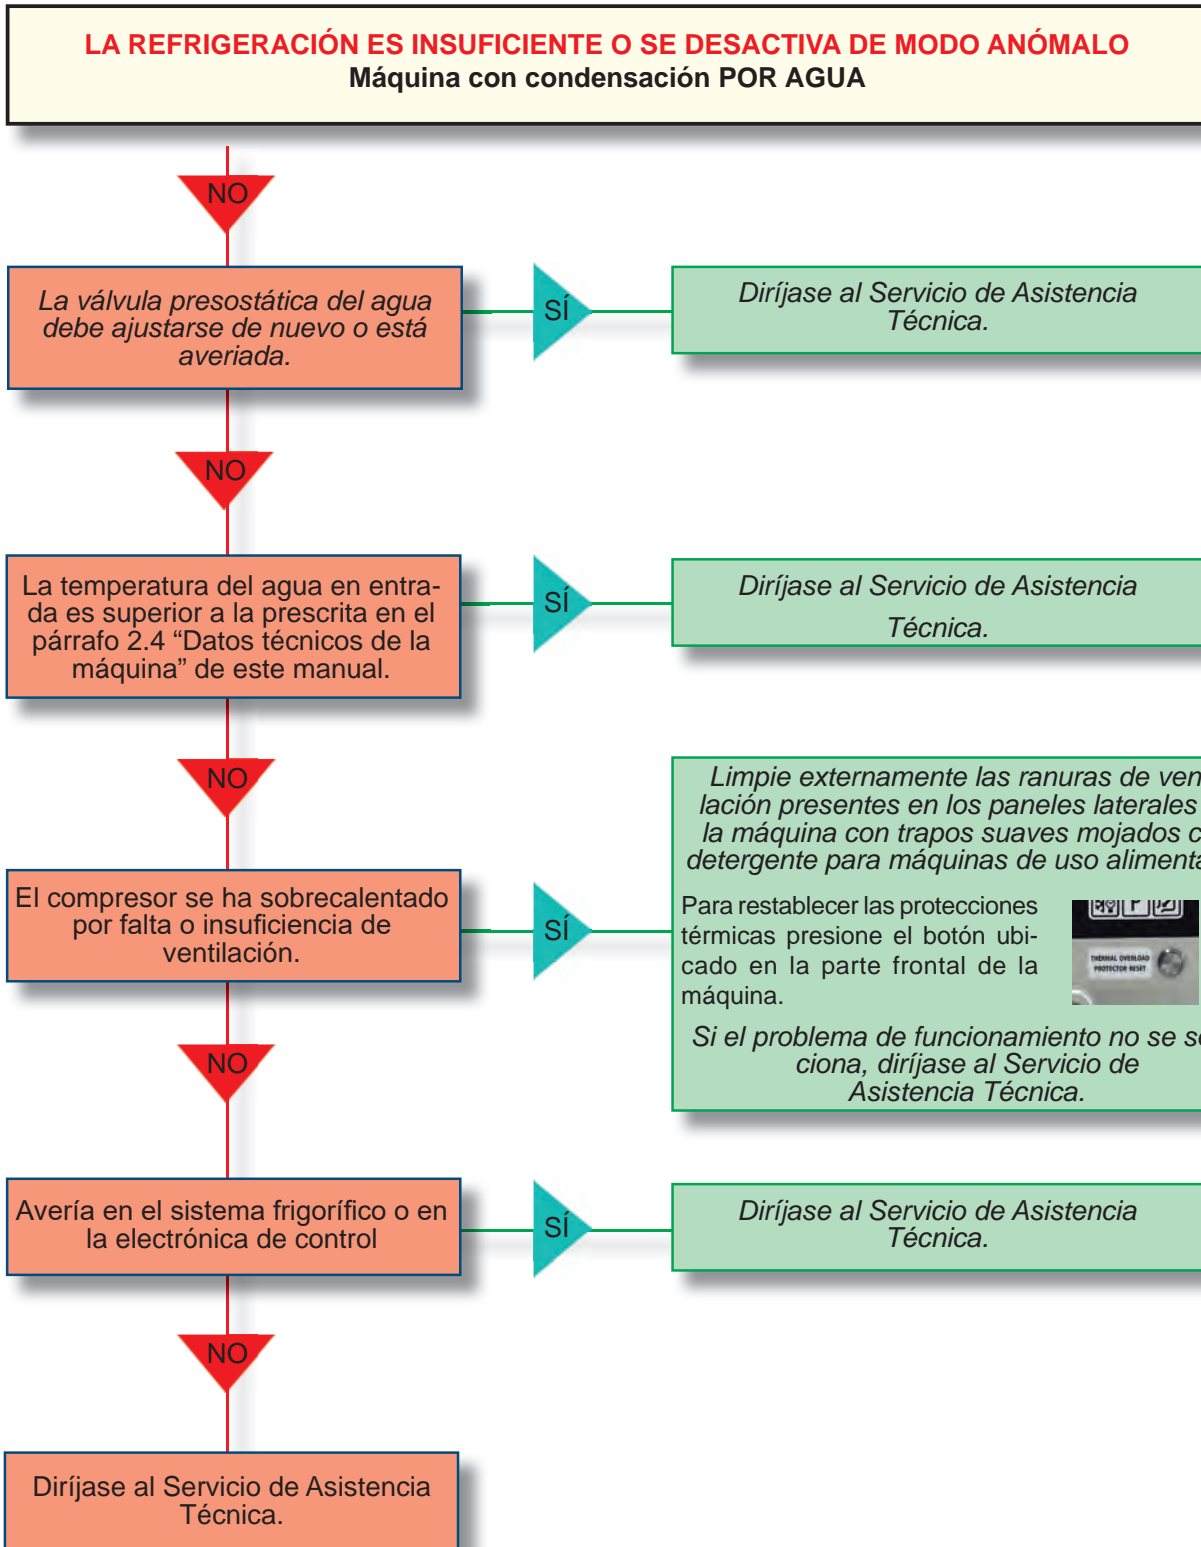 LA REFRIGERACIÓN ES INSUFICIENTE O SE DESACTIVA DE MODO ANÓMALO
Máquina con condensación POR AGUA
NO
La válvula presostática del agua
debe ajustarse de nuevo o está
averiada.
SÍ
Diríjase al Servicio de Asistencia
Técnica.
NO
La temperatura del agua en entra-
da es superior a la prescrita en el
párrafo 2.4 “Datos técnicos de la
máquina” de este manual.
SÍ
Diríjase al Servicio de Asistencia
Técnica.
NO
El compresor se ha sobrecalentado
por falta o insuficiencia de
ventilación.
SÍ
Limpie externamente las ranuras de ven
lación presentes en los paneles laterales
la máquina con trapos suaves mojados c
detergente para máquinas de uso alimenta
Para restablecer las protecciones
térmicas presione el botón ubi-
cado en la parte frontal de la
máquina.
THERMAL OVERLOAD
PROTECTOR RESET
Si el problema de funcionamiento no se so
ciona, diríjase al Servicio de
Asistencia Técnica.
NO
Avería en el sistema frigorífico o en
la electrónica de control
SÍ
Diríjase al Servicio de Asistencia
Técnica.
NO
Diríjase al Servicio de Asistencia
Técnica.